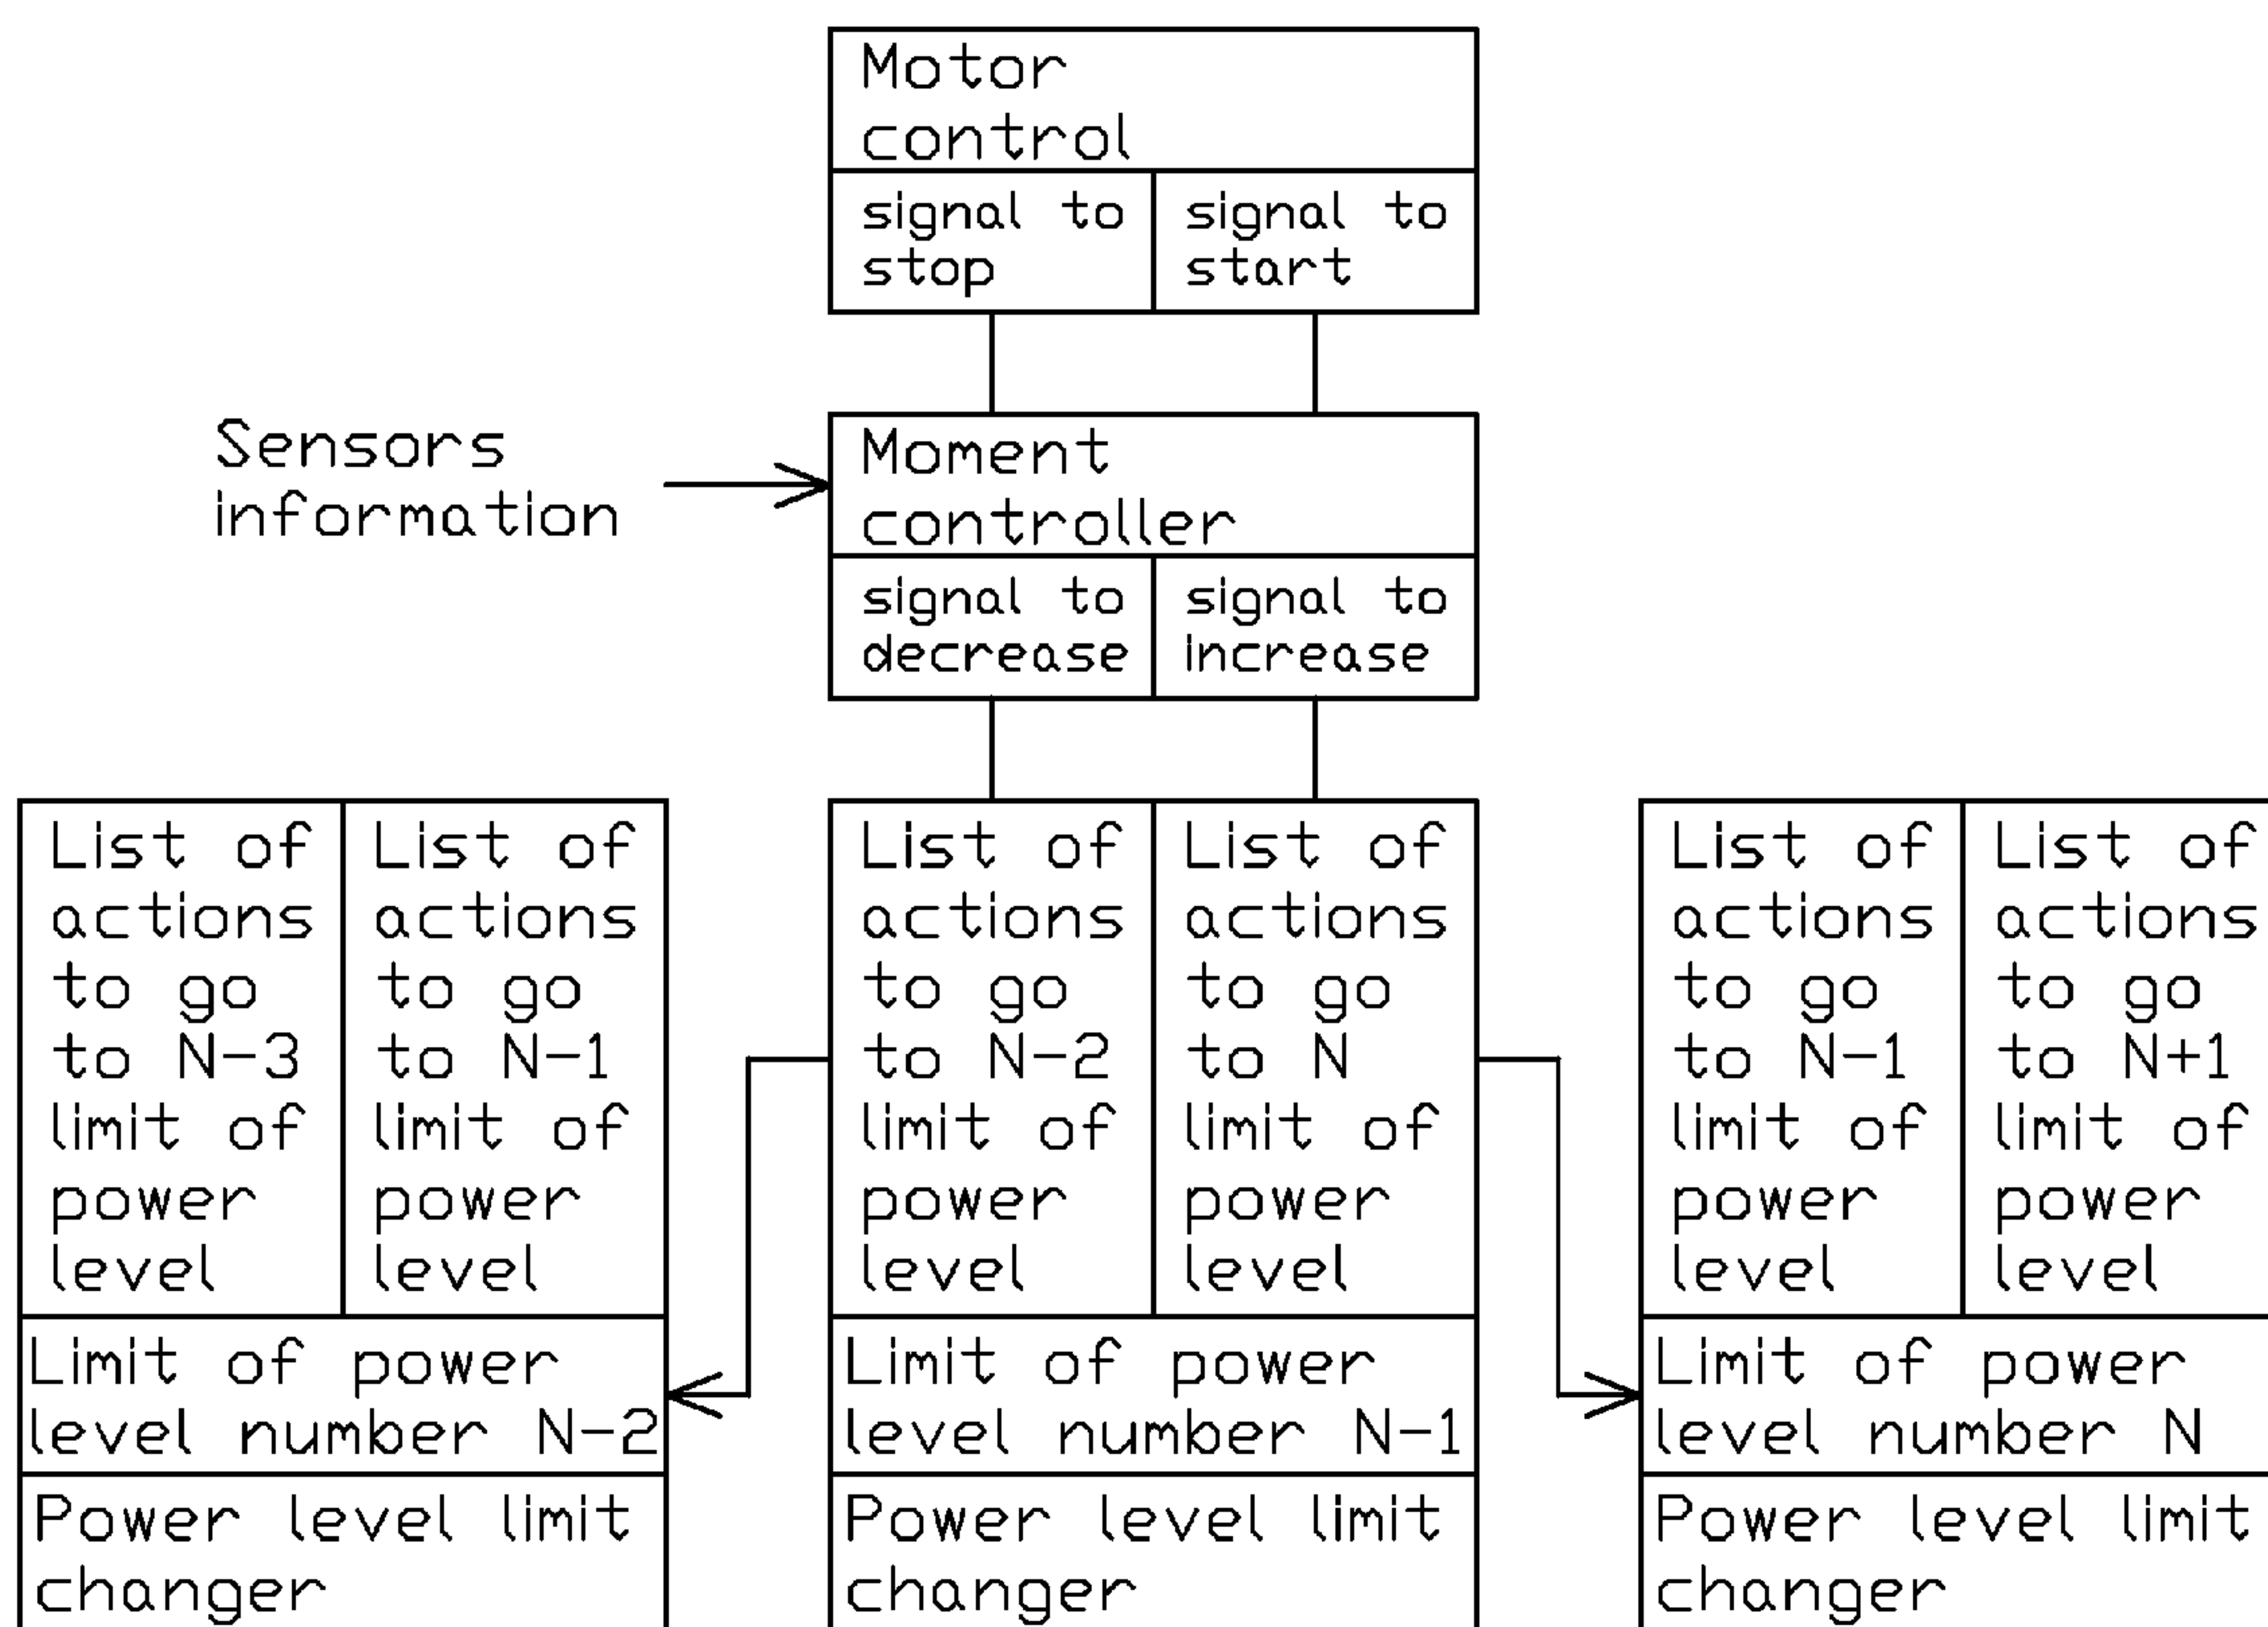 Motor
control
signal to
stop
signal to
start
Sensors
information
Moment
controller
signal to
decrease
signal to
increase
List of
actions
to go
to N-3
limit of
power
level
List of
actions
to go
to N-1
limit of
power
level
Limit of power
level number N-2
Power level limit
changer
List of
actions
to go
to N-2
limit of
power
level
List of
actions
to go
to N
limit of
power
level
Limit of power
level number N-1
Power level limit
changer
List of
actions
to go
to N-1
limit of
power
level
List of
actions
to go
to N+1
limit of
power
level
Limit of power
level number N
Power level limit
changer